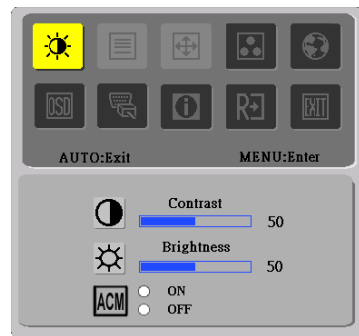 OSD
i
R
EXIT
AUTO:Exit MENU:Enter
Contrast
50
Brightness
50
ACM ON
OFF